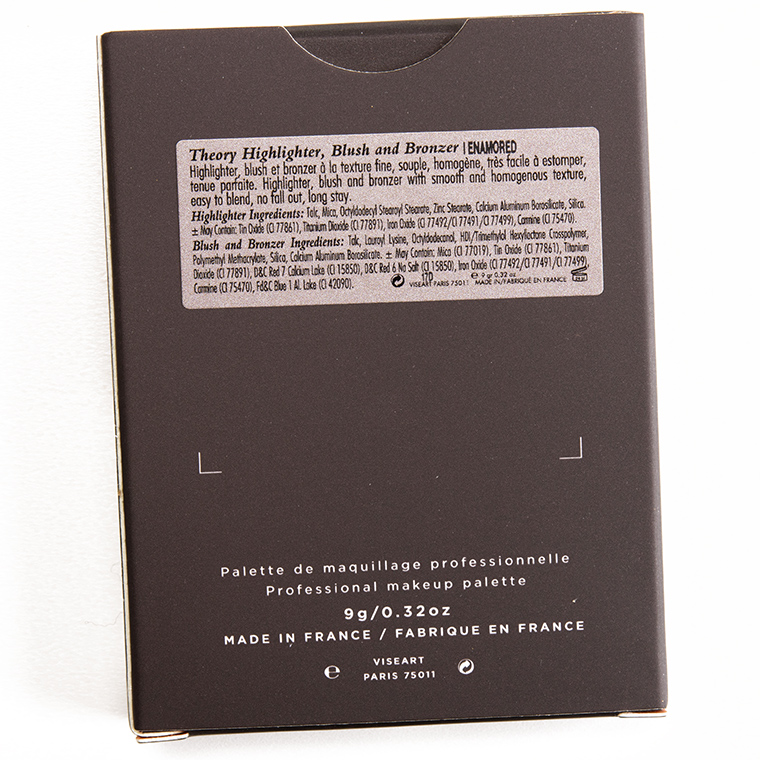 Theory Highlighter, Blush and Bronzer | ENAMORED
Highlighter, blush et bronzer à la texture fine, souple, homogène, très facile à estomper,
tenue parfaite. Highlighter, blush and bronzer with smooth and homogenous texture,
easy to blend, no fall out, long stay.
Highlighter Ingredients: Talc, Mica, Octyldodecyl Stearoyl Stearate, Zinc Stearate, Calcium Aluminum Borosilicate, Silica.
± May Contain: Tin Oxide (CI 77861), Titanium Dioxide (CI 77891), Iron Oxide (CI 77492/CI 77491/CI 77499), Carmine (CI 75470).
Blush and Bronzer Ingredients: Talc, Lauroyl Lysine, Octyldodecanol, HDI/Trimethylol Hexyllactone Crosspolymer,
Polymethyl Methacrylate, Silica, Calcium Aluminum Borosilicate. ± May Contain: Mica (CI 77019), Tin Oxide (CI 77861), Titanium
Dioxide (CI 77891), D&C Red 7 Calcium Lake (CI 15850), D&C Red 6 Na Salt (CI 15850), Iron Oxide (CI 77492/CI 77491/CI 77499),
Carmine (CI 75470), Fd&C Blue 1 Al. Lake (CI 42090).
17D
℮ 9 gr 0.32 oz
VISEART PARIS 75011 MADE IN/FABRIQUÉ EN FRANCE
Palette de maquillage professionnelle
Professional makeup palette
9g/0.32oz
MADE IN FRANCE / FABRIQUE EN FRANCE
℮ VISEART
PARIS 75011